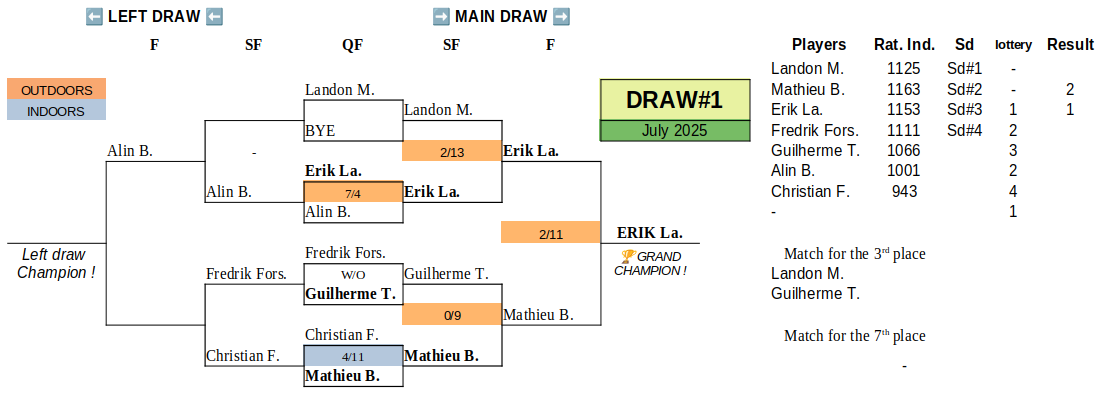 ⬅ LEFT DRAW ⬅ ➡ MAIN DRAW ➡
F SF QF SF F
Players Rat. Ind. Sd lottery Result
Landon M. 1125 Sd#1 -
OUTDOORS Landon M. DRAW#1 Mathieu B. 1163 Sd#2 - 2
INDOORS Landon M. Erik La. 1153 Sd#3 1 1
BYE July 2025 Fredrik Fors. 1111 Sd#4 2
Alin B. - 2/13 Erik La. Guilherme T. 1066 3
Erik La. Alin B. 1001 2
Alin B. 7/4 Erik La. Christian F. 943 4
Alin B. - 1
2/11 ERIK La.
Left draw Fredrik Fors. 🏆 GRAND Match for the 3rd place
Champion ! Fredrik Fors. W/O Guilherme T. CHAMPION ! Landon M.
Guilherme T. Guilherme T.
0/9 Mathieu B.
Christian F. Match for the 7th place
Christian F. 4/11 Mathieu B.
Mathieu B. -